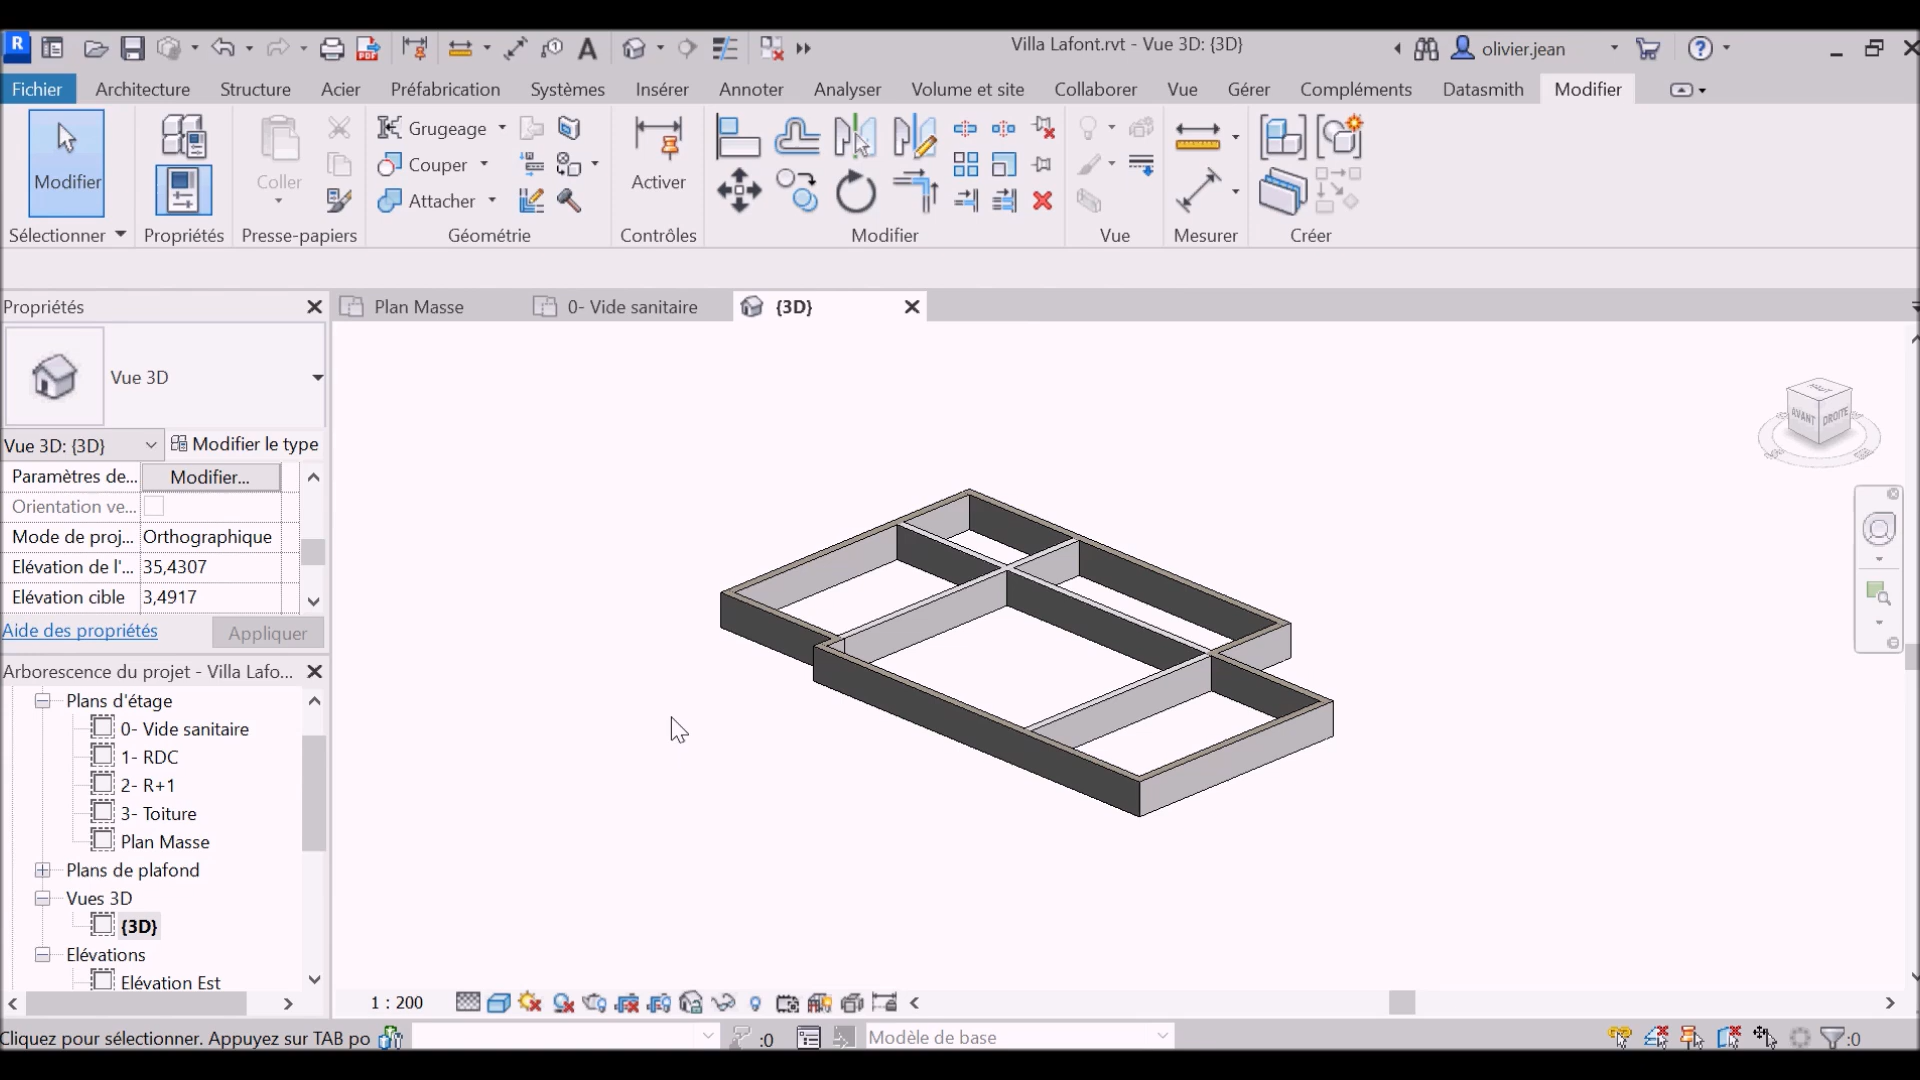 R
Villa Lafont.rvt - Vue 3D: {3D}
olivier.jean
Fichier Architecture Structure Acier Préfabrication Systèmes Insérer Annoter Analyser Volume et site Collaborer Vue Gérer Compléments Datasmith Modifier
Modifier
Coller
Grugeage
Couper
Attacher
Activer
Sélectionner Propriétés Presse-papiers Géométrie Contrôles Modifier Vue Mesurer Créer
Propriétés
Plan Masse
0- Vide sanitaire
{3D}
Vue 3D
Vue 3D: {3D} Modifier le type
Paramètres de... Modifier...
Orientation ve...
Mode de proj... Orthographique
Elévation de l'... 35,4307
Elévation cible 3,4917
Aide des propriétés Appliquer
Arborescence du projet - Villa Lafo...
Plans d'étage
0- Vide sanitaire
1- RDC
2- R+1
3- Toiture
Plan Masse
Plans de plafond
Vues 3D
{3D}
Elévations
Elévation Est
HAUT
AVANT
DROITE
1 : 200
Cliquez pour sélectionner. Appuyez sur TAB po
:0
Modèle de base
:0